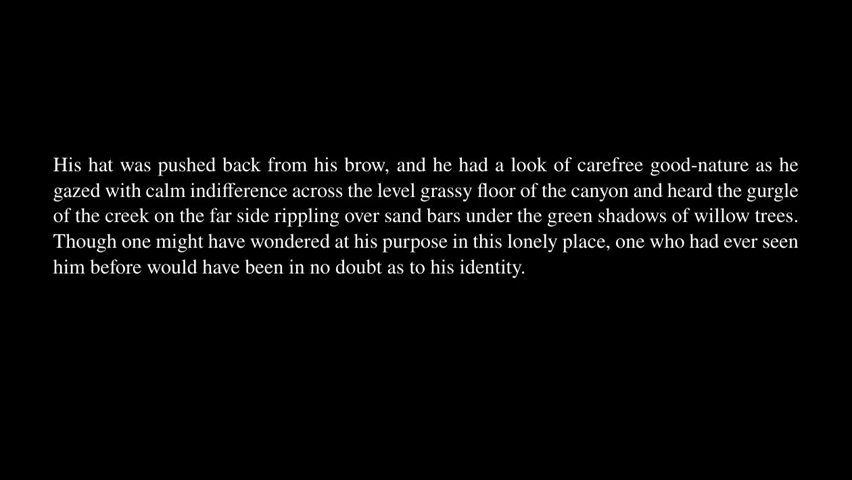 His hat was pushed back from his brow, and he had a look of carefree good-nature as he
gazed with calm indifference across the level grassy floor of the canyon and heard the gurgle
of the creek on the far side rippling over sand bars under the green shadows of willow trees.
Though one might have wondered at his purpose in this lonely place, one who had ever seen
him before would have been in no doubt as to his identity.